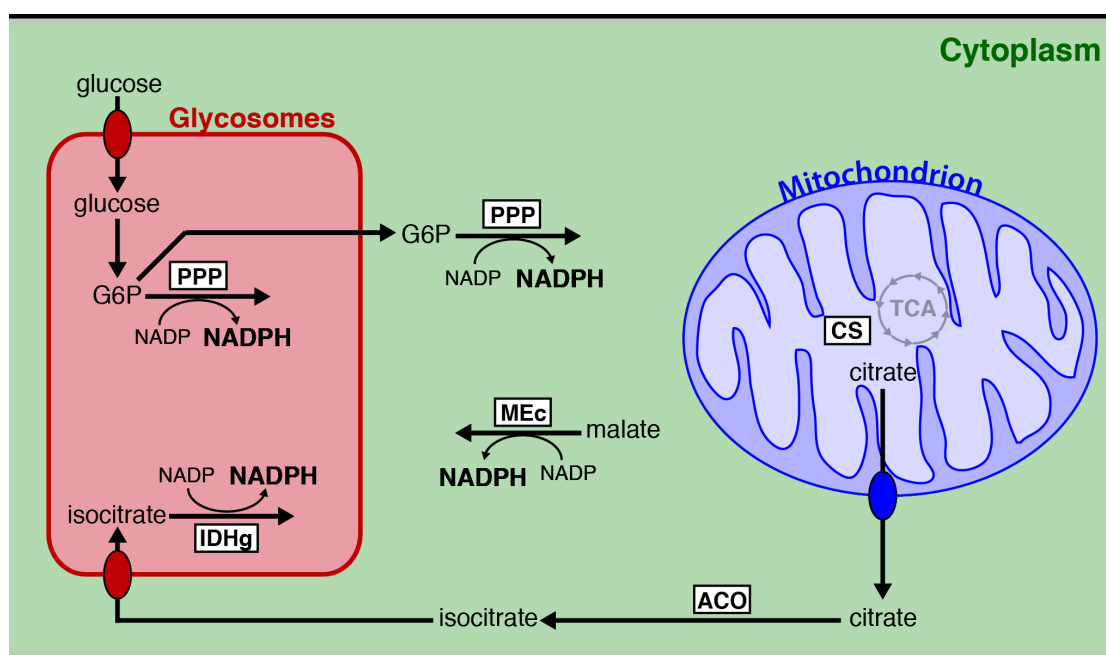 Cytoplasm
glucose
Glycosomes
glucose
G6P
PPP
NADP NADPH
G6P
PPP
NADP NADPH
Mitochondrion
TCA
CS
citrate
MEc
malate
NADPH NADP
NADP NADPH
isocitrate
IDHg
ACO
isocitrate
citrate